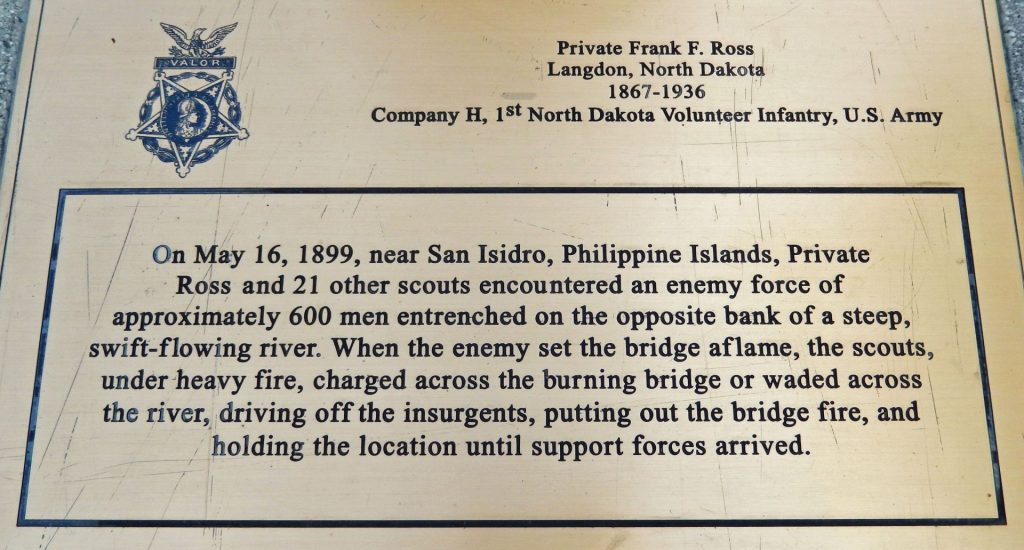 VALOR
Private Frank F. Ross
Langdon, North Dakota
1867-1936
Company H, 1st North Dakota Volunteer Infantry, U.S. Army
On May 16, 1899, near San Isidro, Philippine Islands, Private
Ross and 21 other scouts encountered an enemy force of
approximately 600 men entrenched on the opposite bank of a steep,
swift-flowing river. When the enemy set the bridge aflame, the scouts,
under heavy fire, charged across the burning bridge or waded across
the river, driving off the insurgents, putting out the bridge fire, and
holding the location until support forces arrived.